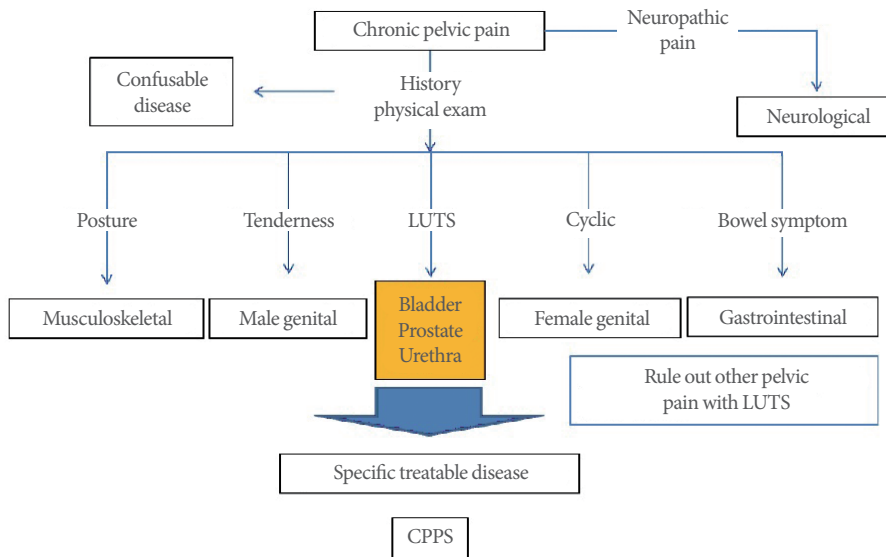 Chronic pelvic pain
Neuropathic
pain
Confusable
disease
History
physical exam
Neurological
Posture
Tenderness
LUTS
Cyclic
Bowel symptom
Musculoskeletal
Male genital
Bladder
Prostate
Urethra
Female genital
Gastrointestinal
Rule out other pelvic
pain with LUTS
Specific treatable disease
CPPS